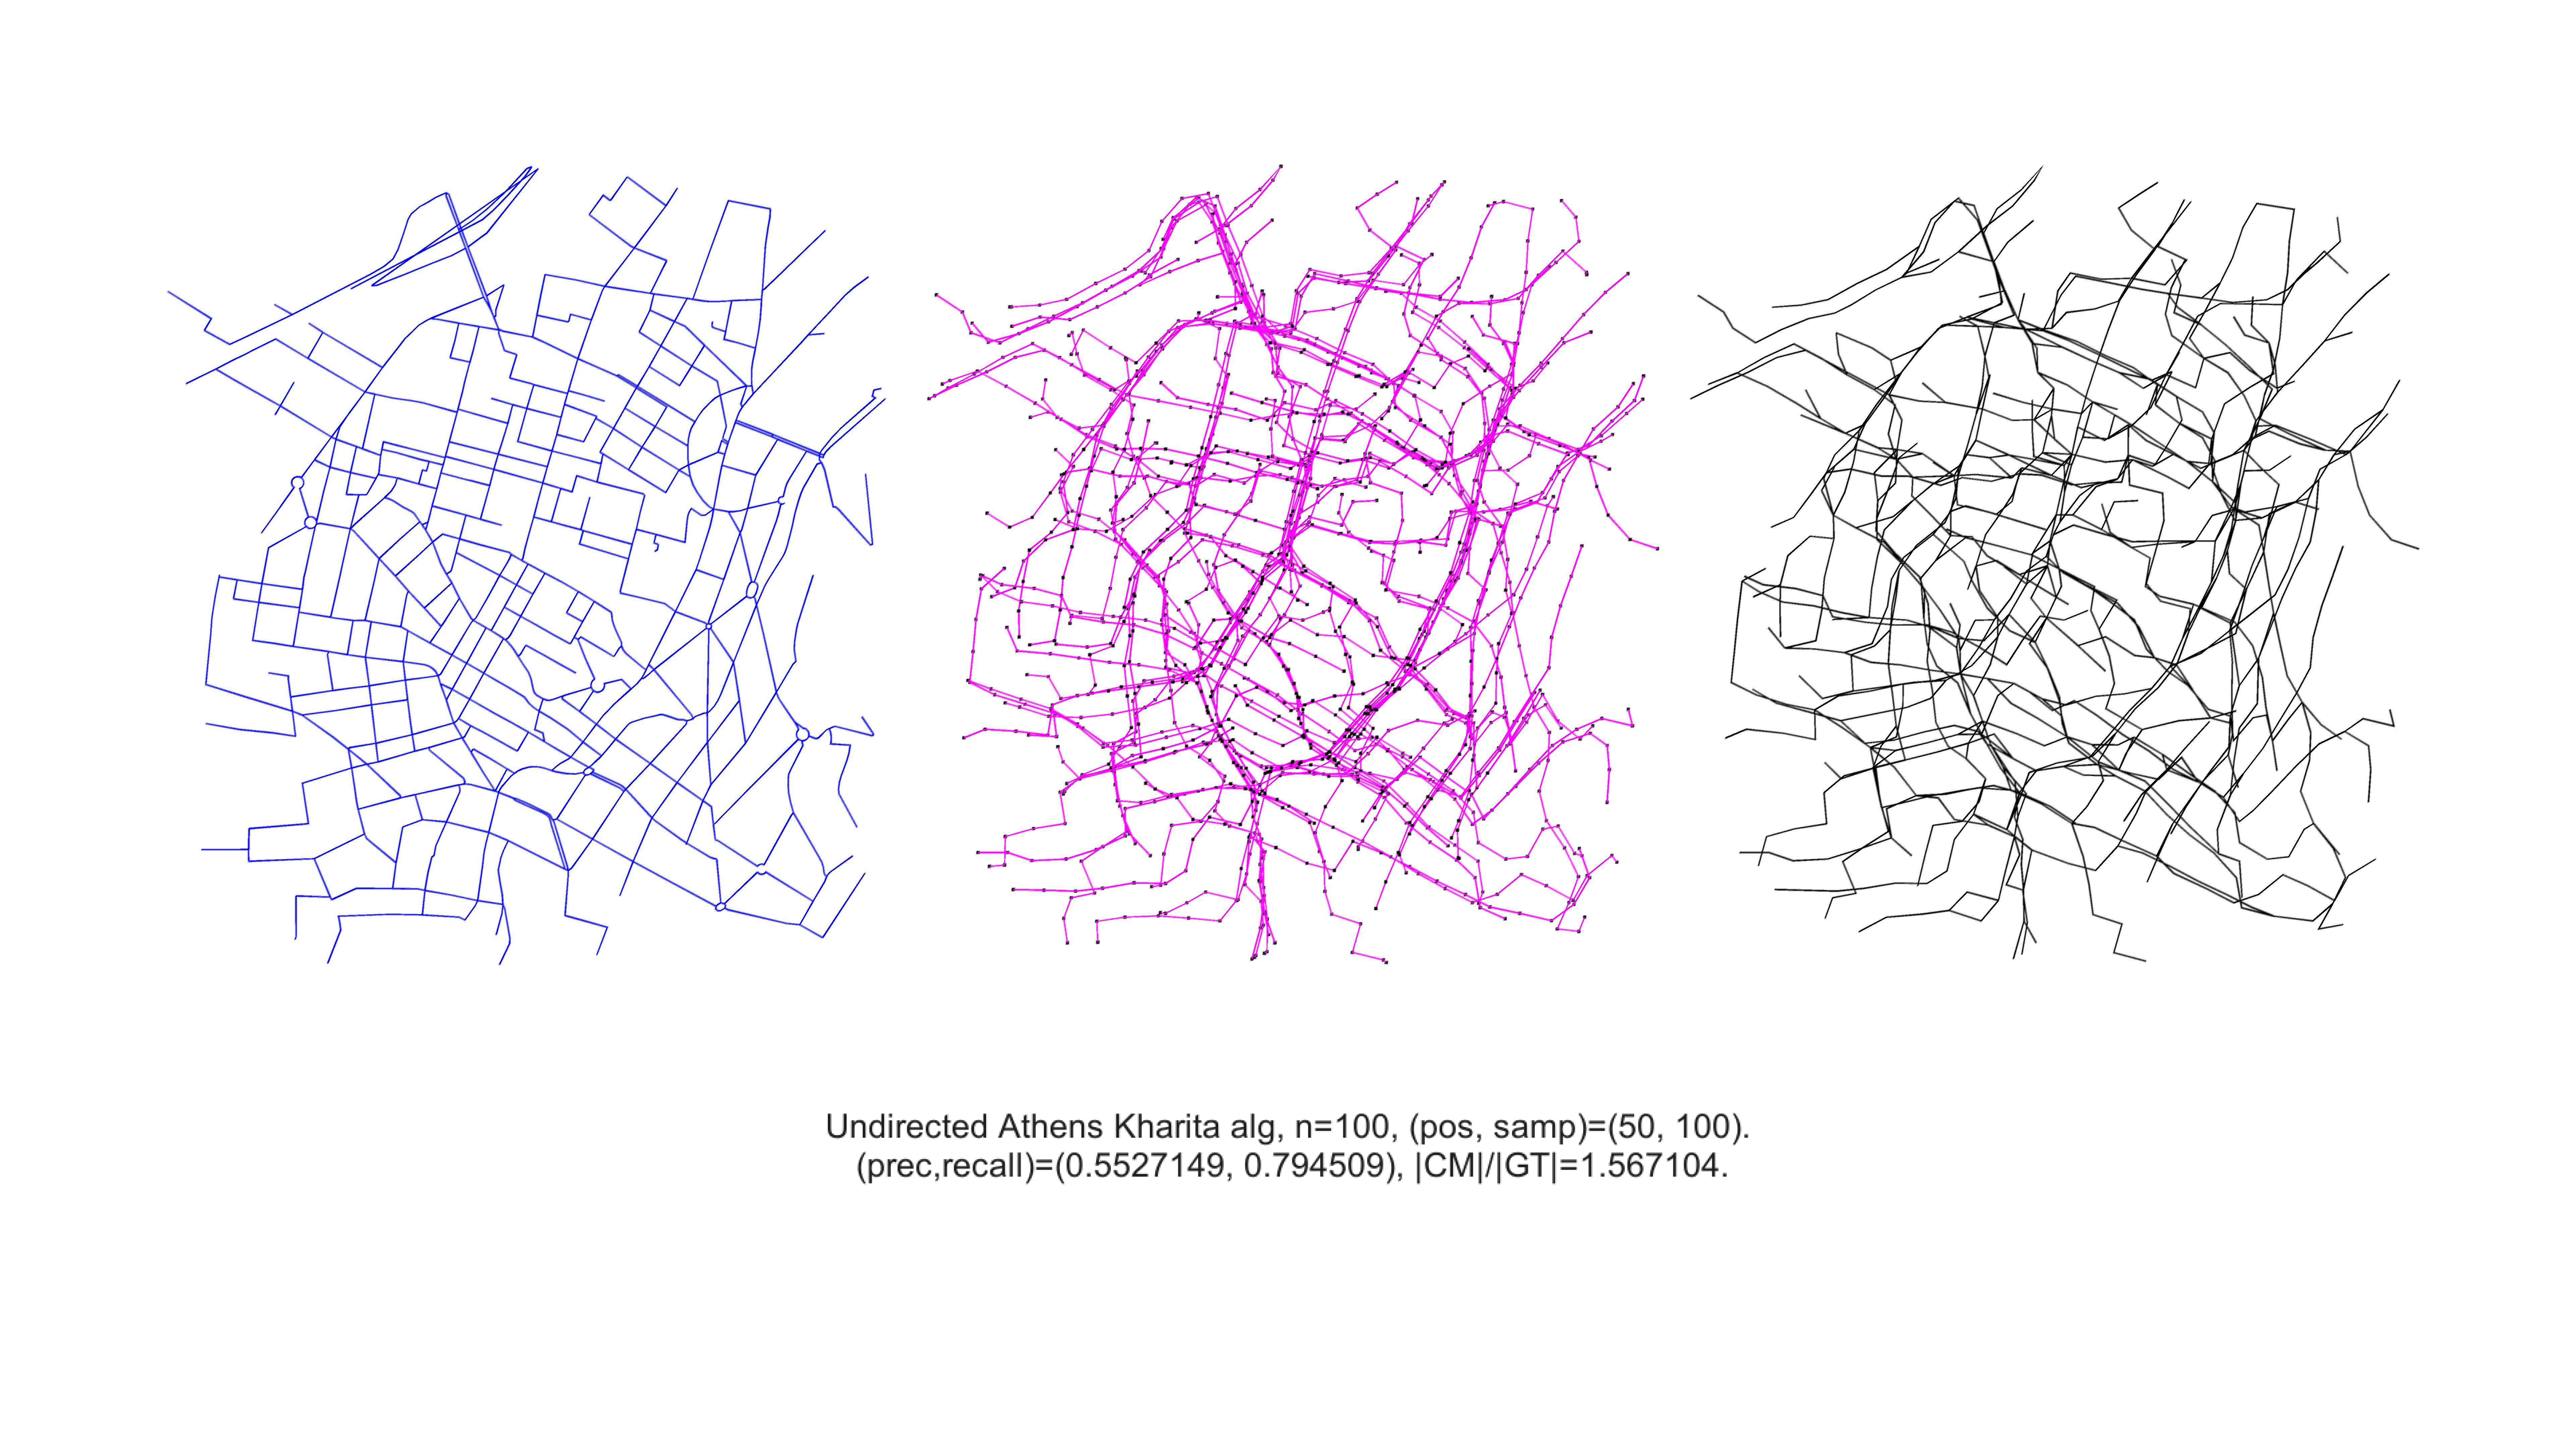 Undirected Athens Kharita alg, n=100, (pos, samp)=(50, 100).
(prec,recall)=(0.5527149, 0.794509), |CM|/|GT|=1.567104.